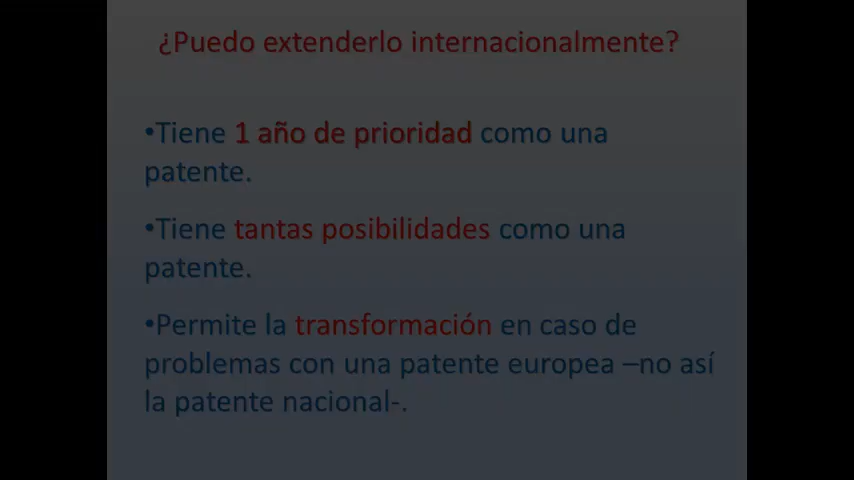 ¿Puedo extenderlo internacionalmente?
•Tiene 1 año de prioridad como una
patente.
•Tiene tantas posibilidades como una
patente.
•Permite la transformación en caso de
problemas con una patente europea –no así
la patente nacional-.